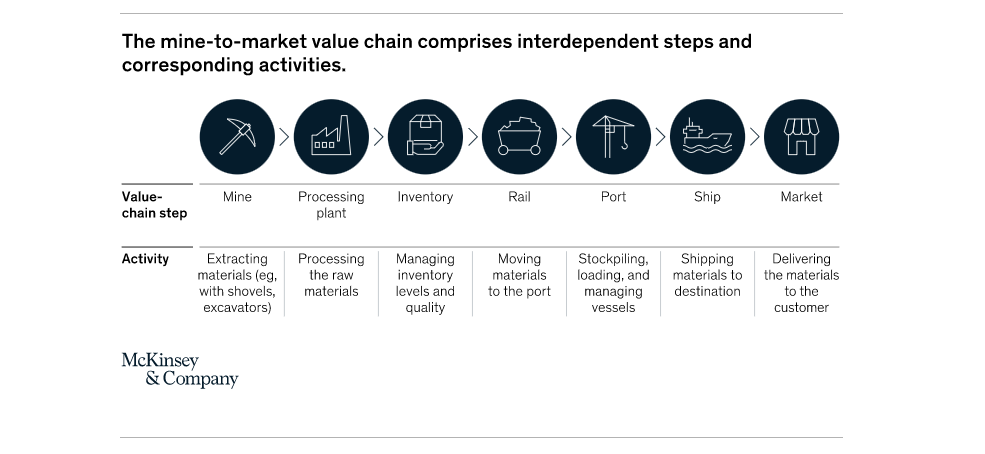 The mine-to-market value chain comprises interdependent steps and
corresponding activities.
Value-
chain step
Mine
Processing
plant
Inventory
Rail
Port
Ship
Market
Activity
Extracting
materials (eg,
with shovels,
excavators)
Processing
the raw
materials
Managing
inventory
levels and
quality
Moving
materials
to the port
Stockpiling,
loading, and
managing
vessels
Shipping
materials to
destination
Delivering
the materials
to the
customer
McKinsey
& Company